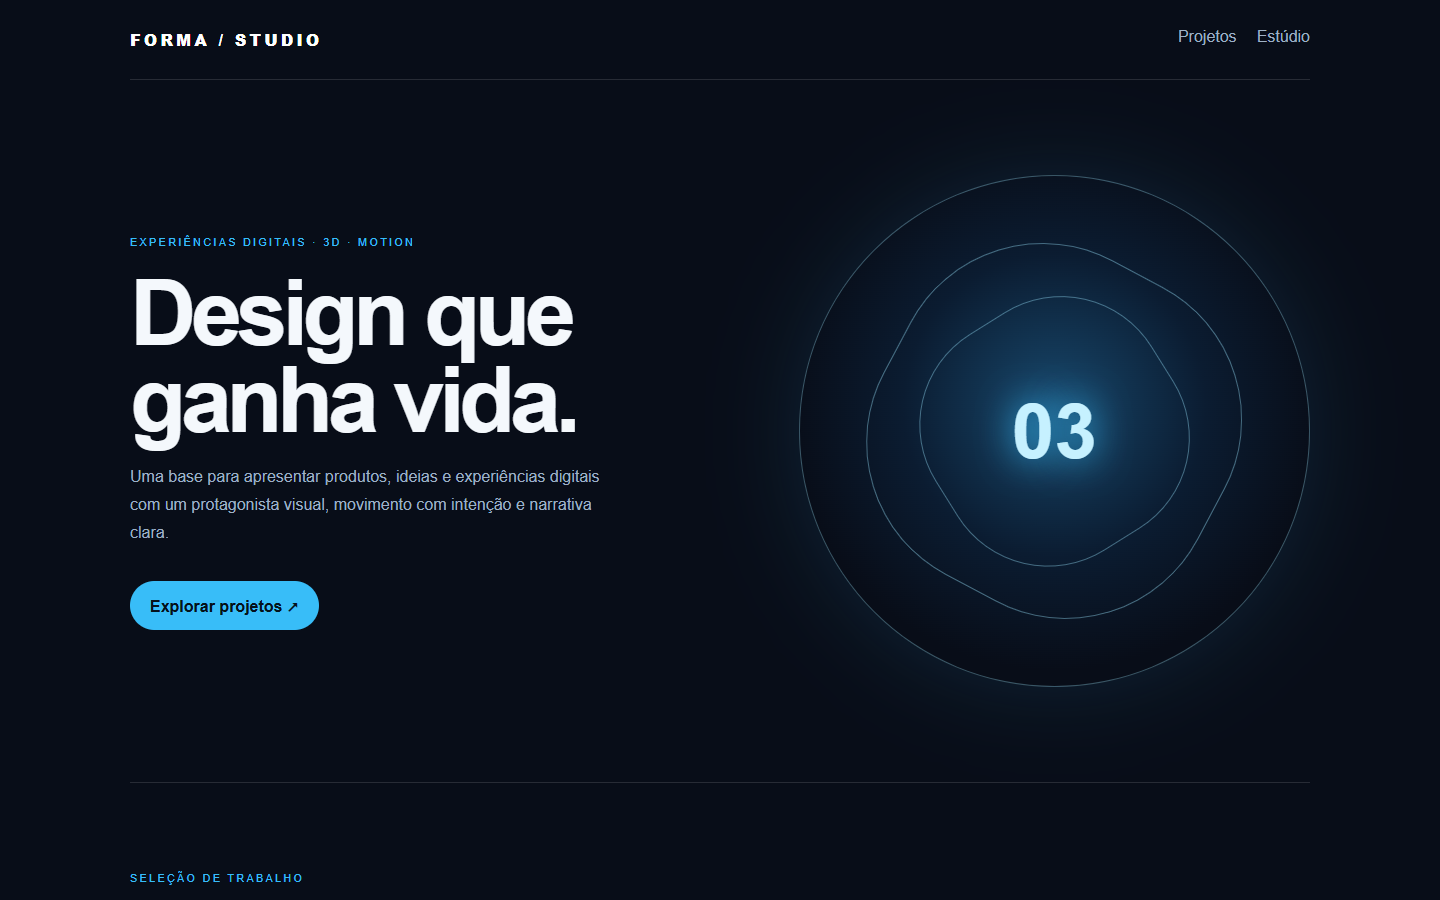 FORMA / STUDIO
Projetos Estúdio
EXPERIÊNCIAS DIGITAIS · 3D · MOTION
Design que
ganha vida.
Uma base para apresentar produtos, ideias e experiências digitais
com um protagonista visual, movimento com intenção e narrativa
clara.
Explorar projetos ↗
03
SELEÇÃO DE TRABALHO